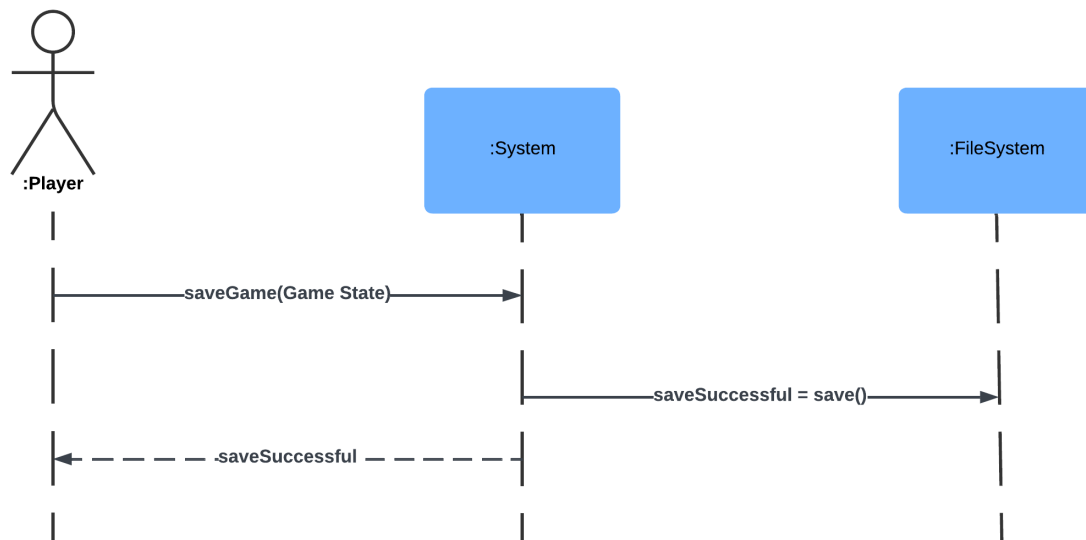 :Player
:System
:FileSystem
saveGame(Game State)
saveSuccessful = save()
saveSuccessful